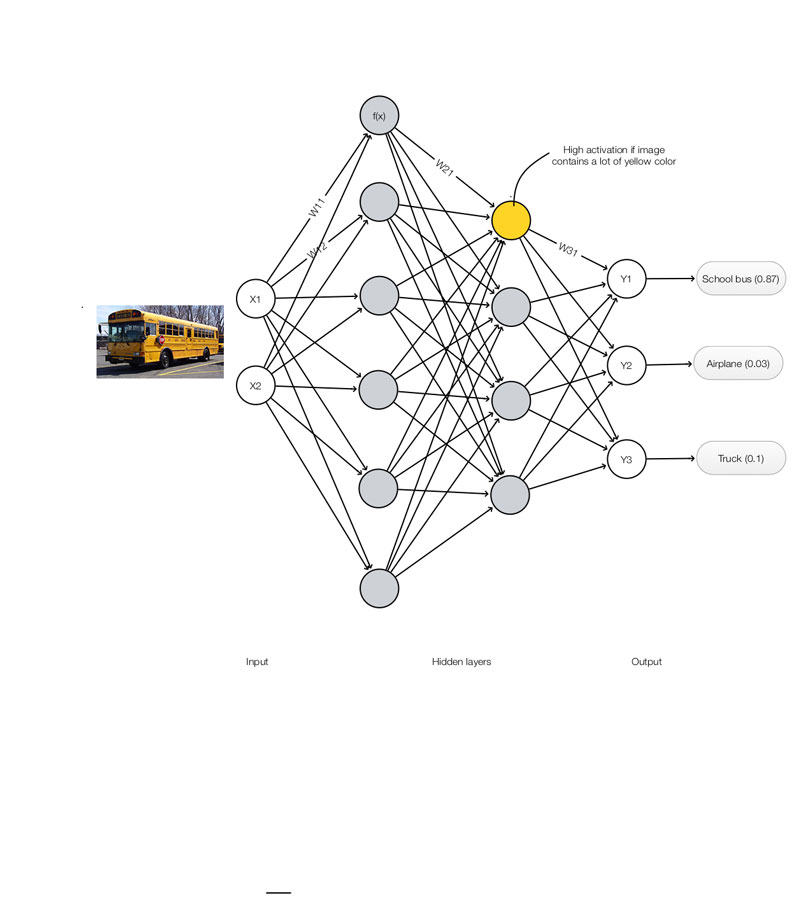 f(x)
High activation if image
contains a lot of yellow color
W21
W11
W12
W31
X1
Y1
School bus (0.87)
X2
Y2
Airplane (0.03)
Y3
Truck (0.1)
Input
Hidden layers
Output